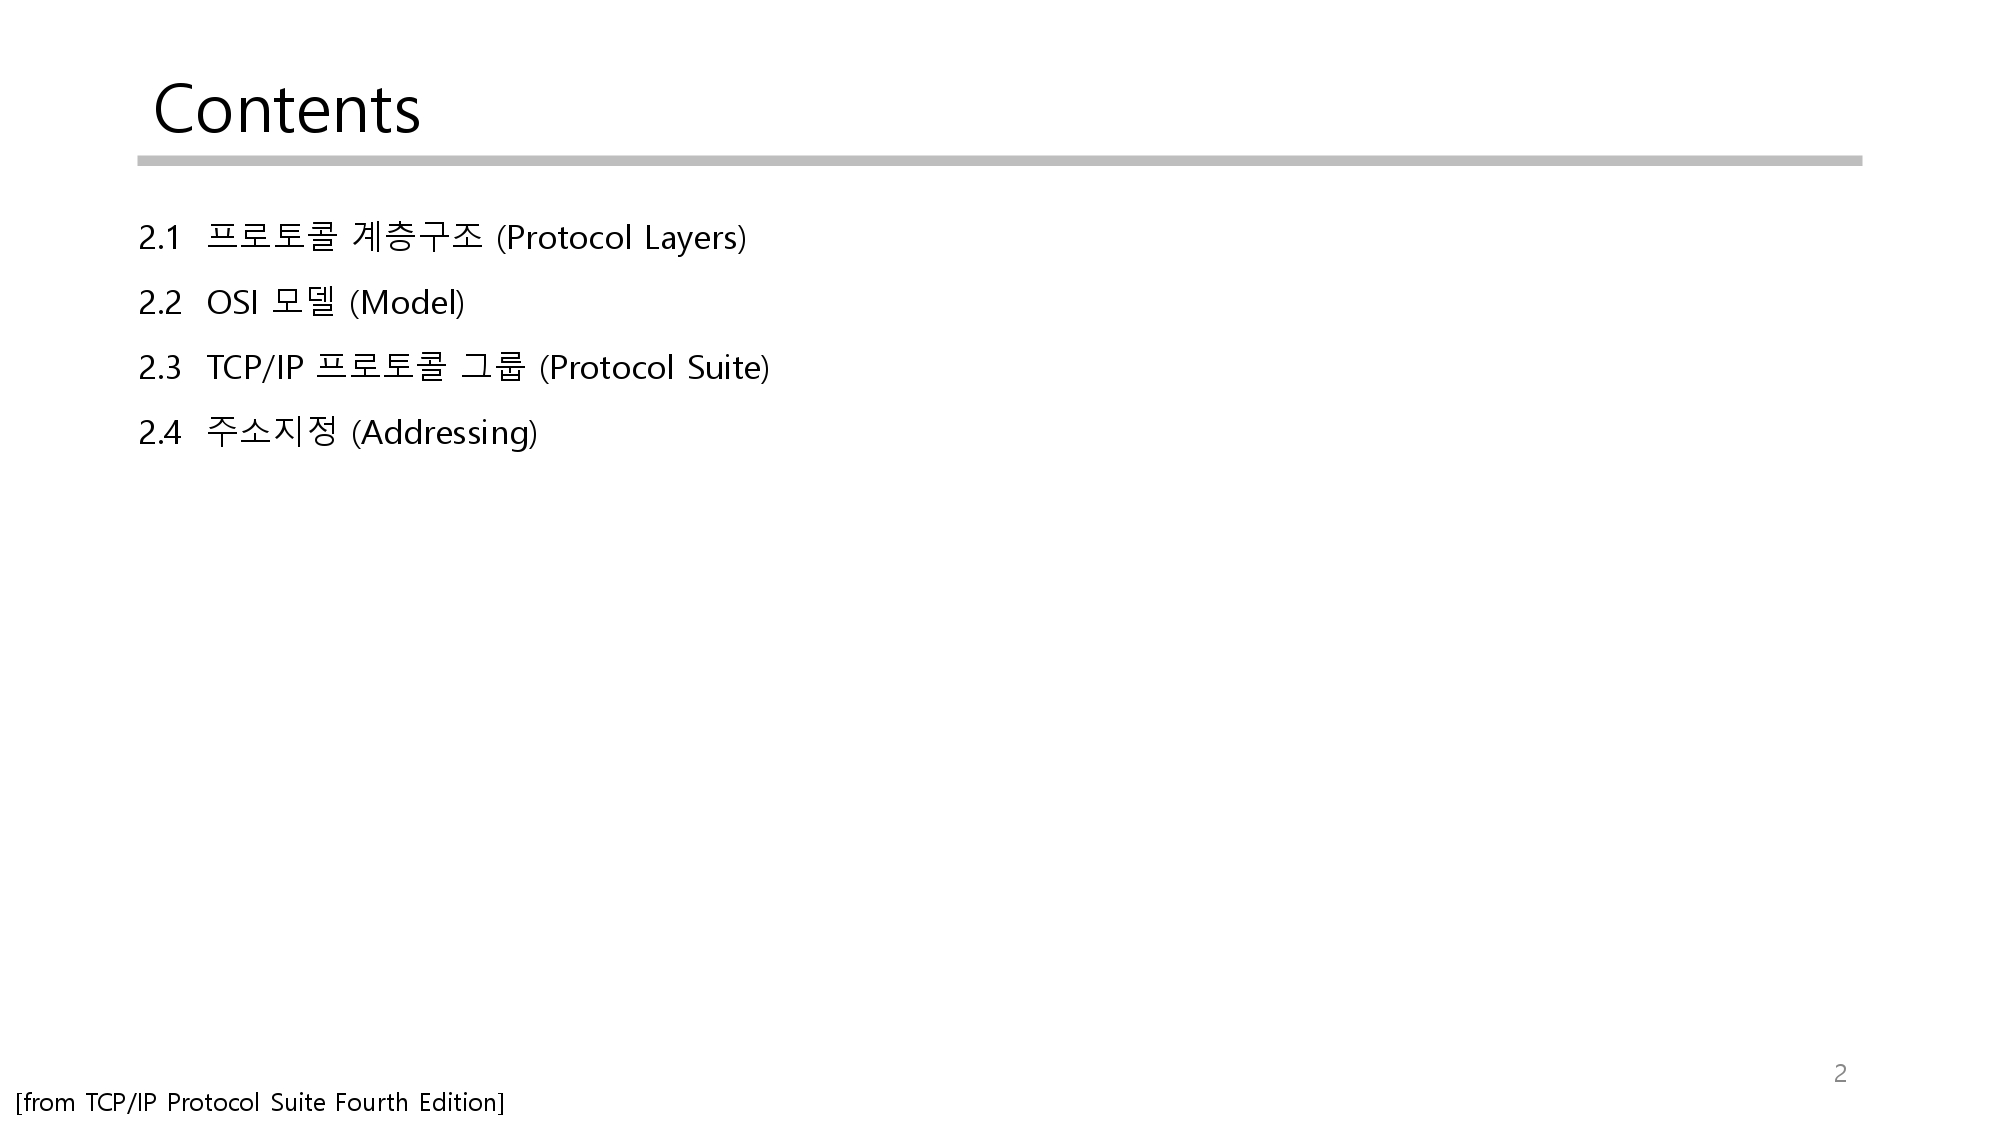 Contents
2.1 프로토콜 계층구조 (Protocol Layers)
2.2 OSI 모델 (Model)
2.3 TCP/IP 프로토콜 그룹 (Protocol Suite)
2.4 주소지정 (Addressing)
2
[from TCP/IP Protocol Suite Fourth Edition]